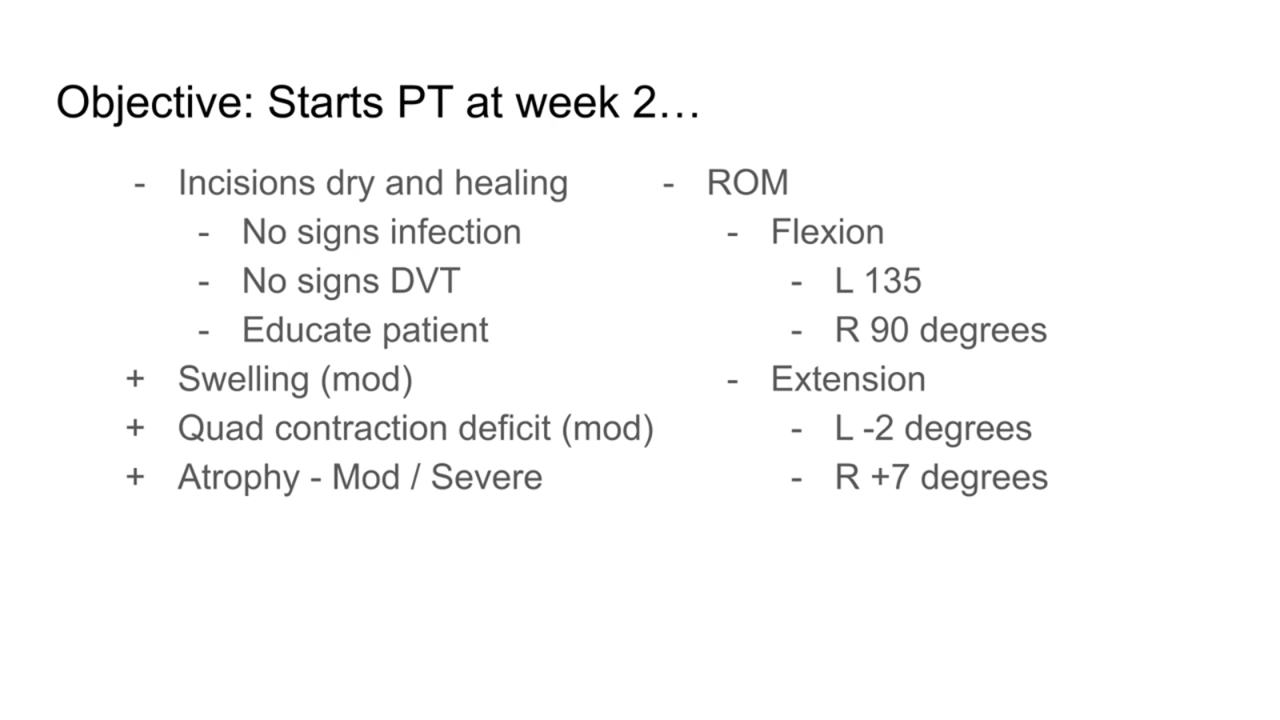 Objective: Starts PT at week 2…
- Incisions dry and healing
- No signs infection
- No signs DVT
- Educate patient
+ Swelling (mod)
+ Quad contraction deficit (mod)
+ Atrophy - Mod / Severe
- ROM
- Flexion
- L 135
- R 90 degrees
- Extension
- L -2 degrees
- R +7 degrees